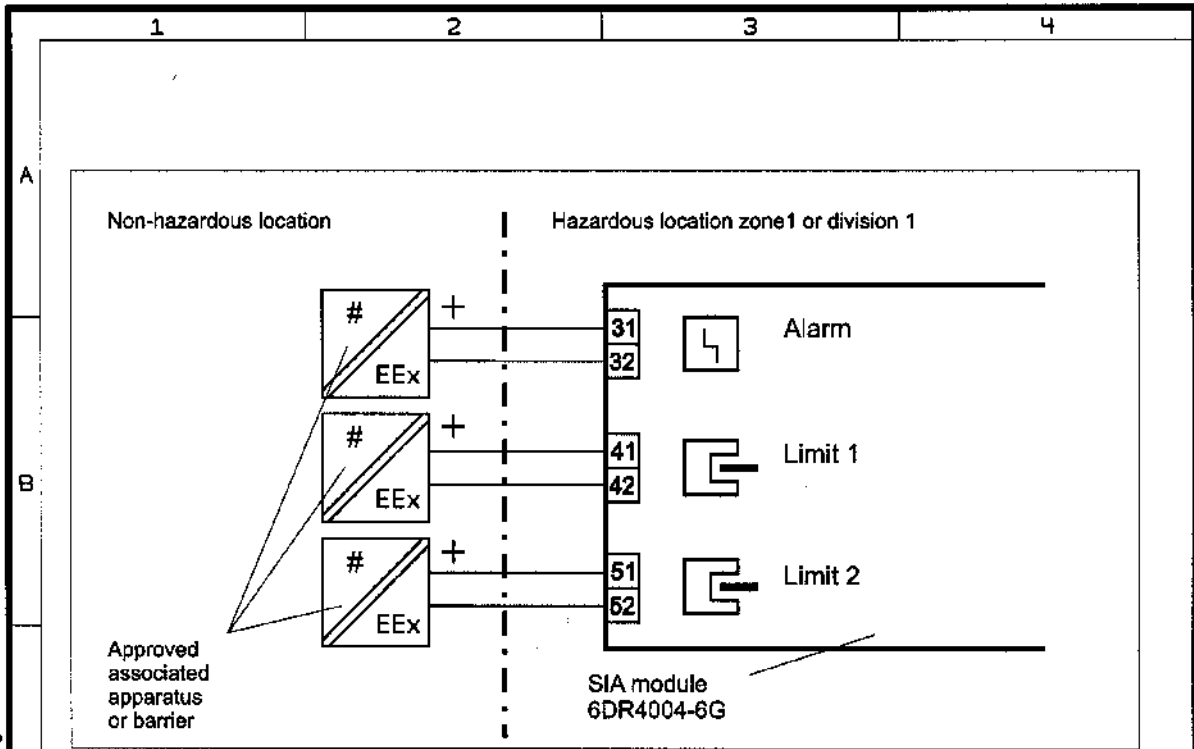 1 2 3 4
A
Non-hazardous location
Hazardous location zone1 or division 1
#
+
EEx
31
32
Alarm
B
#
+
EEx
41
42
Limit 1
#
+
EEx
51
52
Limit 2
Approved
associated
apparatus
or barrier
SIA module
6DR4004-6G